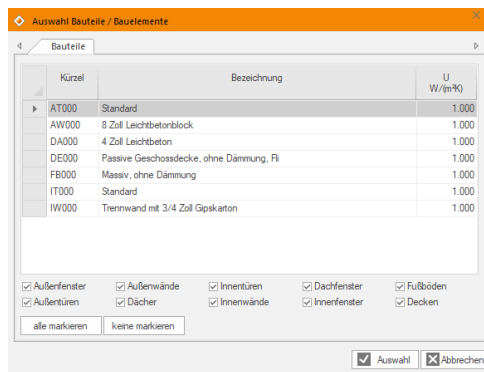 Auswahl Bauteile / Bauelemente
Bauteile
Kürzel Bezeichnung U
W/(m²K)
AT000 Standard 1.000
AW000 8 Zoll Leichtbetonblock 1.000
DA000 4 Zoll Leichtbeton 1.000
DE000 Passive Geschossdecke, ohne Dämmung, Fli 1.000
FB000 Massiv, ohne Dämmung 1.000
IT000 Standard 1.000
IW000 Trennwand mit 3/4 Zoll Gipskarton 1.000
Außenfenster Außenwände Innentüren Dachfenster Fußböden
Außentüren Dächer Innenwände Innenfenster Decken
alle markieren keine markieren
Auswahl Abbrechen